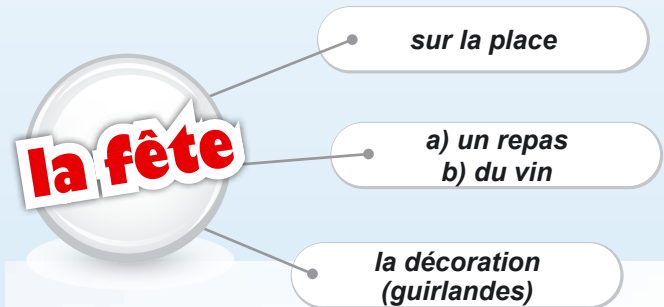 la fête
sur la place
a) un repas
b) du vin
la décoration
(guirlandes)